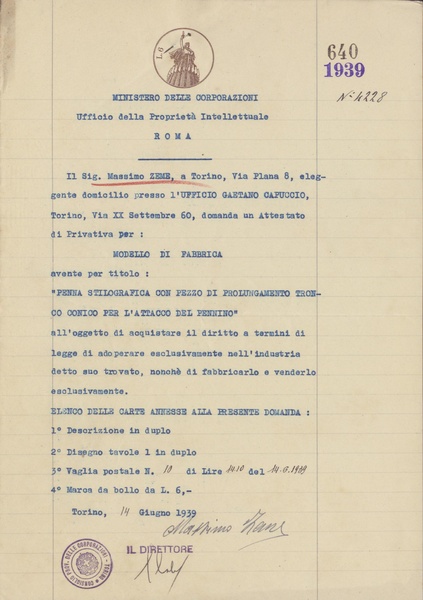 L.6
640
1939
N° 4228
MINISTERO DELLE CORPORAZIONI
Ufficio della Proprietà Intellettuale
ROMA
Il Sig. Massimo ZEME, a Torino, Via Plana 8, eleg-
gente domicilio presso l'UFFICIO GAETANO CAPUCCIO,
Torino, Via XX Settembre 60, domanda un Attestato
di Privativa per :
MODELLO DI FABBRICA
avente per titolo :
"PENNA STILOGRAFICA CON PEZZO DI PROLUNGAMENTO TRON-
CO CONICO PER L'ATTACCO DEL PENNINO"
all'oggetto di acquistare il diritto a termini di
legge di adoperare esclusivamente nell'industria
detto suo trovato, nonchè di fabbricarlo e venderlo
esclusivamente.
ELENCO DELLE CARTE ANNESSE ALLA PRESENTE DOMANDA :
1° Descrizione in duplo
2° Disegno tavole 1 in duplo
3° Vaglia postale N. 10 di Lire del
4° Marca da bollo da L. 6,-
Torino, 14 Giugno 1939
Massimo Zeme
IL DIRETTORE